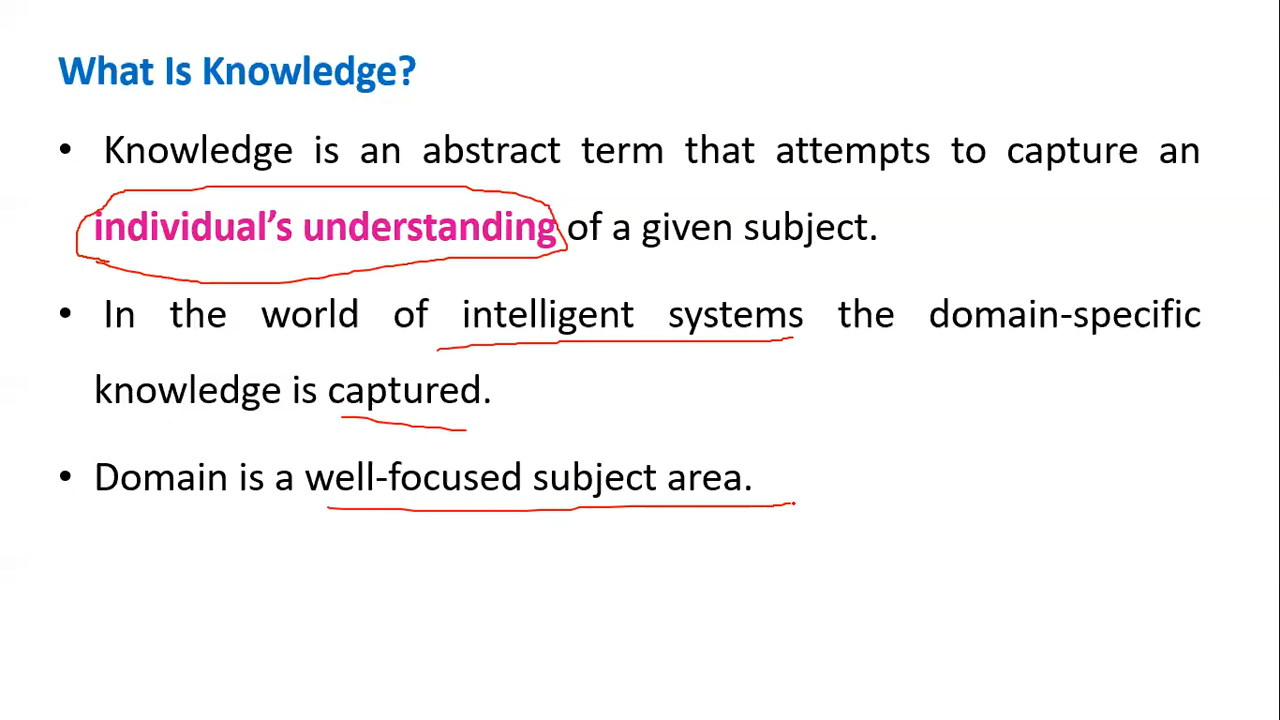 What Is Knowledge?
• Knowledge is an abstract term that attempts to capture an
individual’s understanding of a given subject.
• In the world of intelligent systems the domain-specific
knowledge is captured.
• Domain is a well-focused subject area.